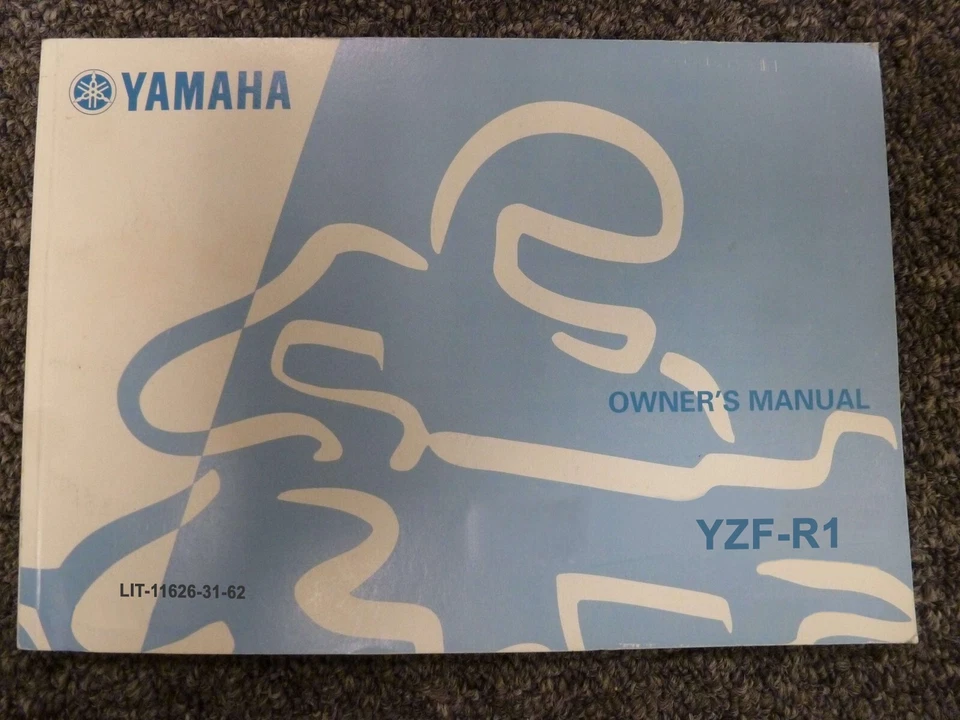 YAMAHA
OWNER'S MANUAL
YZF-R1
LIT-11626-31-62